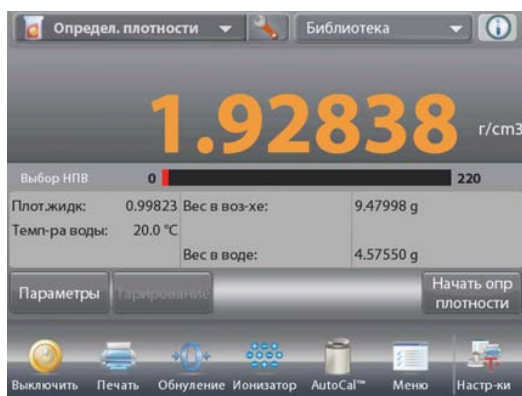 Определ. плотности Библиотека
1.92838 г/cm3
Выбор НПВ 0 220
Плот.жидк: 0.99823 Вес в воз-хе: 9.47998 g
Темп-ра воды: 20.0 °C
Вес в воде: 4.57550 g
Параметры Тарирование Начать опр
плотности
Выключить Печать Обнуление Ионизатор AutoCal™ Меню Настр-ки